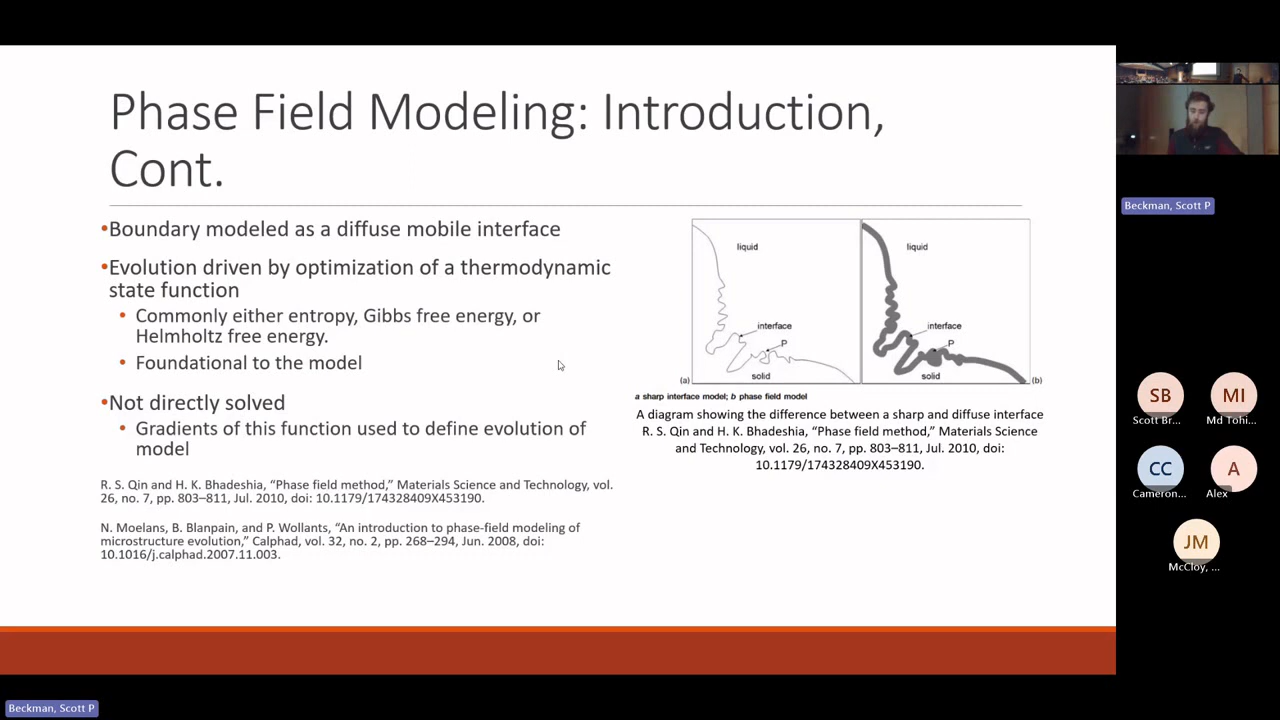 Phase Field Modeling: Introduction,
Cont.
•Boundary modeled as a diffuse mobile interface
•Evolution driven by optimization of a thermodynamic
state function
• Commonly either entropy, Gibbs free energy, or
Helmholtz free energy.
• Foundational to the model
•Not directly solved
• Gradients of this function used to define evolution of
model
R. S. Qin and H. K. Bhadeshia, “Phase field method,” Materials Science and Technology, vol.
26, no. 7, pp. 803–811, Jul. 2010, doi: 10.1179/174328409X453190.
N. Moelans, B. Blanpain, and P. Wollants, “An introduction to phase-field modeling of
microstructure evolution,” Calphad, vol. 32, no. 2, pp. 268–294, Jun. 2008, doi:
10.1016/j.calphad.2007.11.003.
liquid
interface
P
solid
(a)
liquid
interface
P
solid
(b)
a sharp interface model; b phase field model
A diagram showing the difference between a sharp and diffuse interface
R. S. Qin and H. K. Bhadeshia, “Phase field method,” Materials Science
and Technology, vol. 26, no. 7, pp. 803–811, Jul. 2010, doi:
10.1179/174328409X453190.
Beckman, Scott P
SB
Scott Br...
MI
Md Tohi...
CC
Cameron...
A
Alex
JM
McCloy, ...
Beckman, Scott P